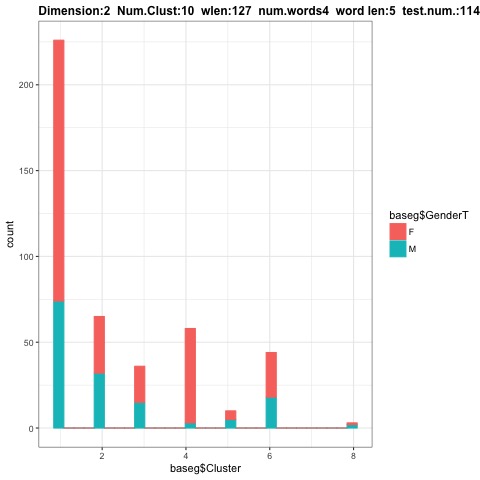 Dimension:2 Num.Clust:10 wlen:127 num.words4 word len:5 test.num.:114
200
150
100
50
0
count
2
4
6
8
baseg$Cluster
baseg$GenderT
F
M